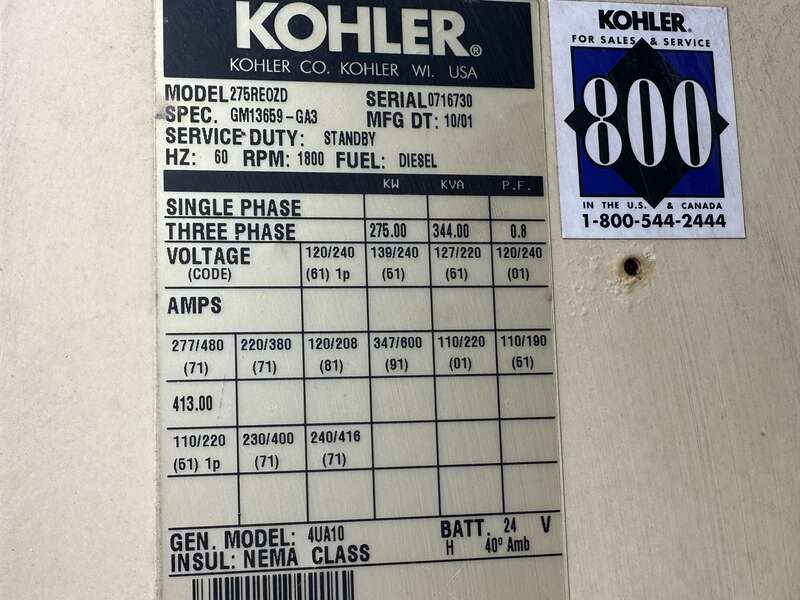 KOHLER®
KOHLER CO. KOHLER WI. USA
MODEL 275REOZD SERIAL 0716730
SPEC. GM13659-GA3 MFG DT: 10/01
SERVICE DUTY: STANDBY
HZ: 60 RPM: 1800 FUEL: DIESEL
KW KVA P.F.
SINGLE PHASE
THREE PHASE 275.00 344.00 0.8
VOLTAGE 120/240 139/240 127/220 120/240
(CODE) (61) 1p (51) (51) (01)
AMPS
277/480 220/380 120/208 347/600 110/220 110/190
(71) (71) (81) (91) (01) (51)
413.00
110/220 230/400 240/416
(51) 1p (71) (71)
GEN. MODEL: 4UA10 BATT. 24 V
INSUL: NEMA CLASS H 40º Amb
KOHLER®
FOR SALES & SERVICE
800
IN THE U.S. & CANADA
1-800-544-2444